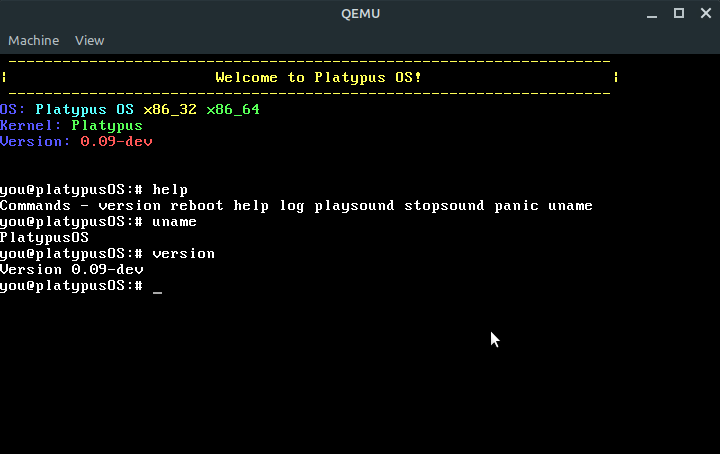 QEMU
Machine View
------------------------------------------------------------------
| Welcome to Platypus OS! |
------------------------------------------------------------------
OS: Platypus OS x86_32 x86_64
Kernel: Platypus
Version: 0.09-dev
you@platypusOS:# help
Commands - version reboot help log playsound stopsound panic uname
you@platypusOS:# uname
PlatypusOS
you@platypusOS:# version
Version 0.09-dev
you@platypusOS:# _